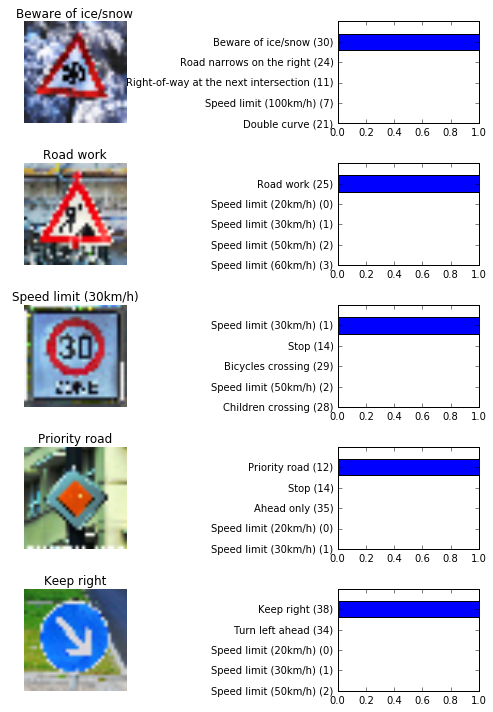 Beware of ice/snow
Beware of ice/snow (30)
Road narrows on the right (24)
Right-of-way at the next intersection (11)
Speed limit (100km/h) (7)
Double curve (21)
0.0 0.2 0.4 0.6 0.8 1.0
Road work
Road work (25)
Speed limit (20km/h) (0)
Speed limit (30km/h) (1)
Speed limit (50km/h) (2)
Speed limit (60km/h) (3)
0.0 0.2 0.4 0.6 0.8 1.0
Speed limit (30km/h)
30
ZONE
Speed limit (30km/h) (1)
Stop (14)
Bicycles crossing (29)
Speed limit (50km/h) (2)
Children crossing (28)
0.0 0.2 0.4 0.6 0.8 1.0
Priority road
Priority road (12)
Stop (14)
Ahead only (35)
Speed limit (20km/h) (0)
Speed limit (30km/h) (1)
0.0 0.2 0.4 0.6 0.8 1.0
Keep right
Keep right (38)
Turn left ahead (34)
Speed limit (20km/h) (0)
Speed limit (30km/h) (1)
Speed limit (50km/h) (2)
0.0 0.2 0.4 0.6 0.8 1.0